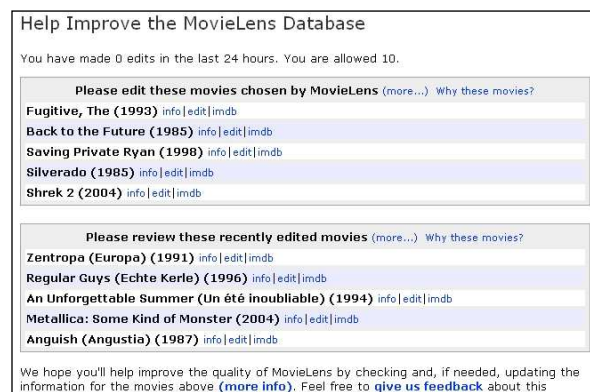 Help Improve the MovieLens Database
You have made 0 edits in the last 24 hours. You are allowed 10.
Please edit these movies chosen by MovieLens (more...) Why these movies?
Fugitive, The (1993) info|edit|imdb
Back to the Future (1985) info|edit|imdb
Saving Private Ryan (1998) info|edit|imdb
Silverado (1985) info|edit|imdb
Shrek 2 (2004) info|edit|imdb
Please review these recently edited movies (more...) Why these movies?
Zentropa (Europa) (1991) info|edit|imdb
Regular Guys (Echte Kerle) (1996) info|edit|imdb
An Unforgettable Summer (Un été inoubliable) (1994) info|edit|imdb
Metallica: Some Kind of Monster (2004) info|edit|imdb
Anguish (Angustia) (1987) info|edit|imdb
We hope you'll help improve the quality of MovieLens by checking and, if needed, updating the
information for the movies above (more info). Feel free to give us feedback about this